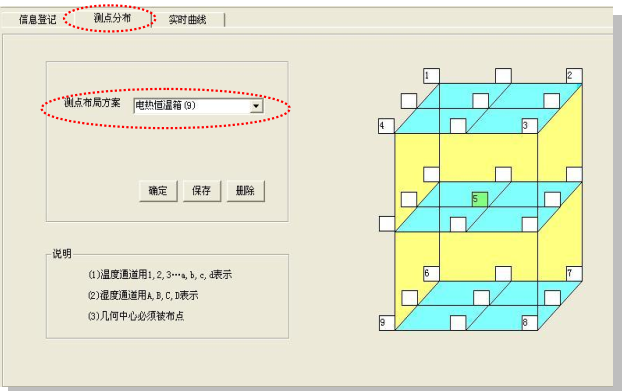 信息登记 测点分布 实时曲线
测点布局方案 电热恒温箱(9)
确定 保存 删除
说明
(1)温度通道用1,2,3…a,b,c,d表示
(2)湿度通道用A,B,C,D表示
(3)几何中心必须被布点
1 2
4 3
5
6 7
9 8